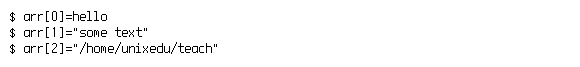 $ arr[0]=hello
$ arr[1]="some text"
$ arr[2]="/home/unixedu/teach"